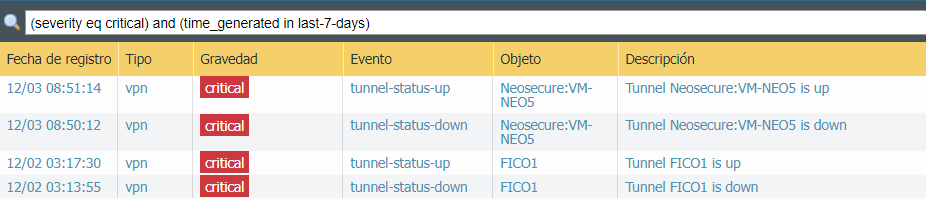 (severity eq critical) and (time_generated in last-7-days)
Fecha de registro Tipo Gravedad Evento Objeto Descripción
12/03 08:51:14 vpn critical tunnel-status-up Neosecure:VM-NEO5 Tunnel Neosecure:VM-NEO5 is up
12/03 08:50:12 vpn critical tunnel-status-down Neosecure:VM-NEO5 Tunnel Neosecure:VM-NEO5 is down
12/02 03:17:30 vpn critical tunnel-status-up FICO1 Tunnel FICO1 is up
12/02 03:13:55 vpn critical tunnel-status-down FICO1 Tunnel FICO1 is down